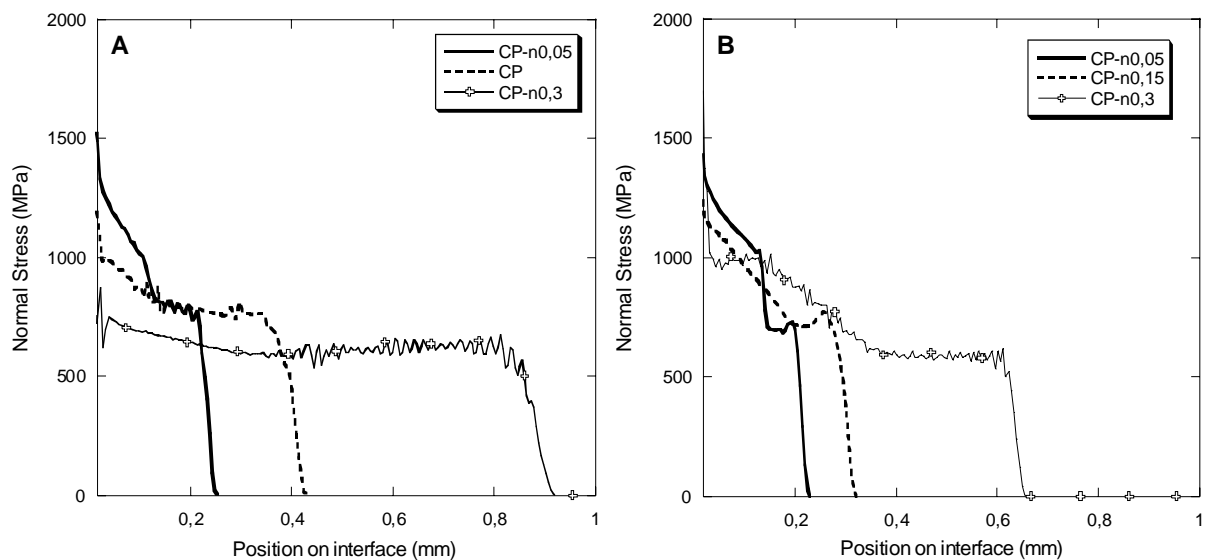 A
CP-n0,05
CP
CP-n0,3
2000
1500
1000
500
0
Normal Stress (MPa)
0,2
0,4
0,6
0,8
1
Position on interface (mm)
B
CP-n0,05
CP-n0,15
CP-n0,3
2000
1500
1000
500
0
Normal Stress (MPa)
0,2
0,4
0,6
0,8
1
Position on interface (mm)